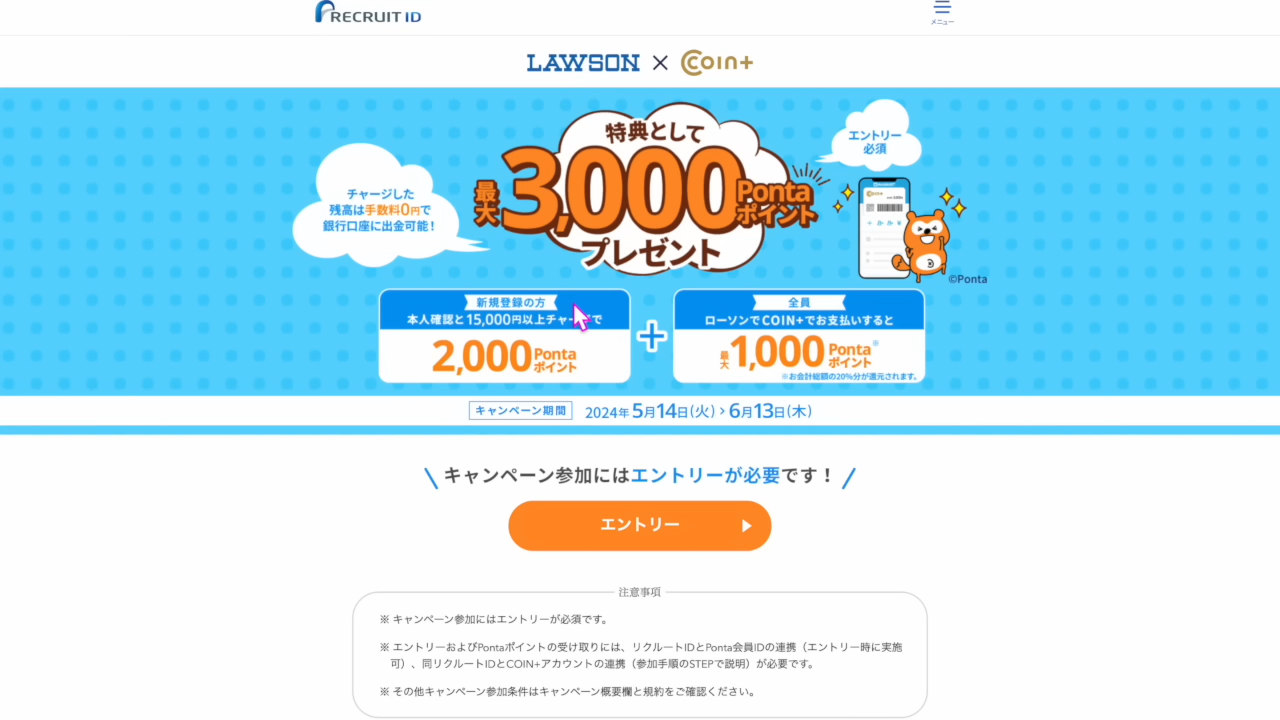 RECRUIT ID
メニュー
LAWSON × COIN+
特典として
最大3,000Pontaポイント
プレゼント
エントリー
必須
チャージした
残高は手数料0円で
銀行口座に出金可能!
©Ponta
新規登録の方
本人確認と15,000円以上チャージで
2,000Pontaポイント
+
全員
ローソンでCOIN+でお支払いすると
最大1,000Pontaポイント※
※お会計総額の20%分が還元されます。
キャンペーン期間 2024年5月14日(火)>6月13日(木)
\ キャンペーン参加にはエントリーが必要です! /
エントリー
注意事項
※ キャンペーン参加にはエントリーが必須です。
※ エントリーおよびPontaポイントの受け取りには、リクルートIDとPonta会員IDの連携(エントリー時に実施
可)、同リクルートIDとCOIN+アカウントの連携(参加手順のSTEPで説明)が必要です。
※ その他キャンペーン参加条件はキャンペーン概要欄と規約をご確認ください。